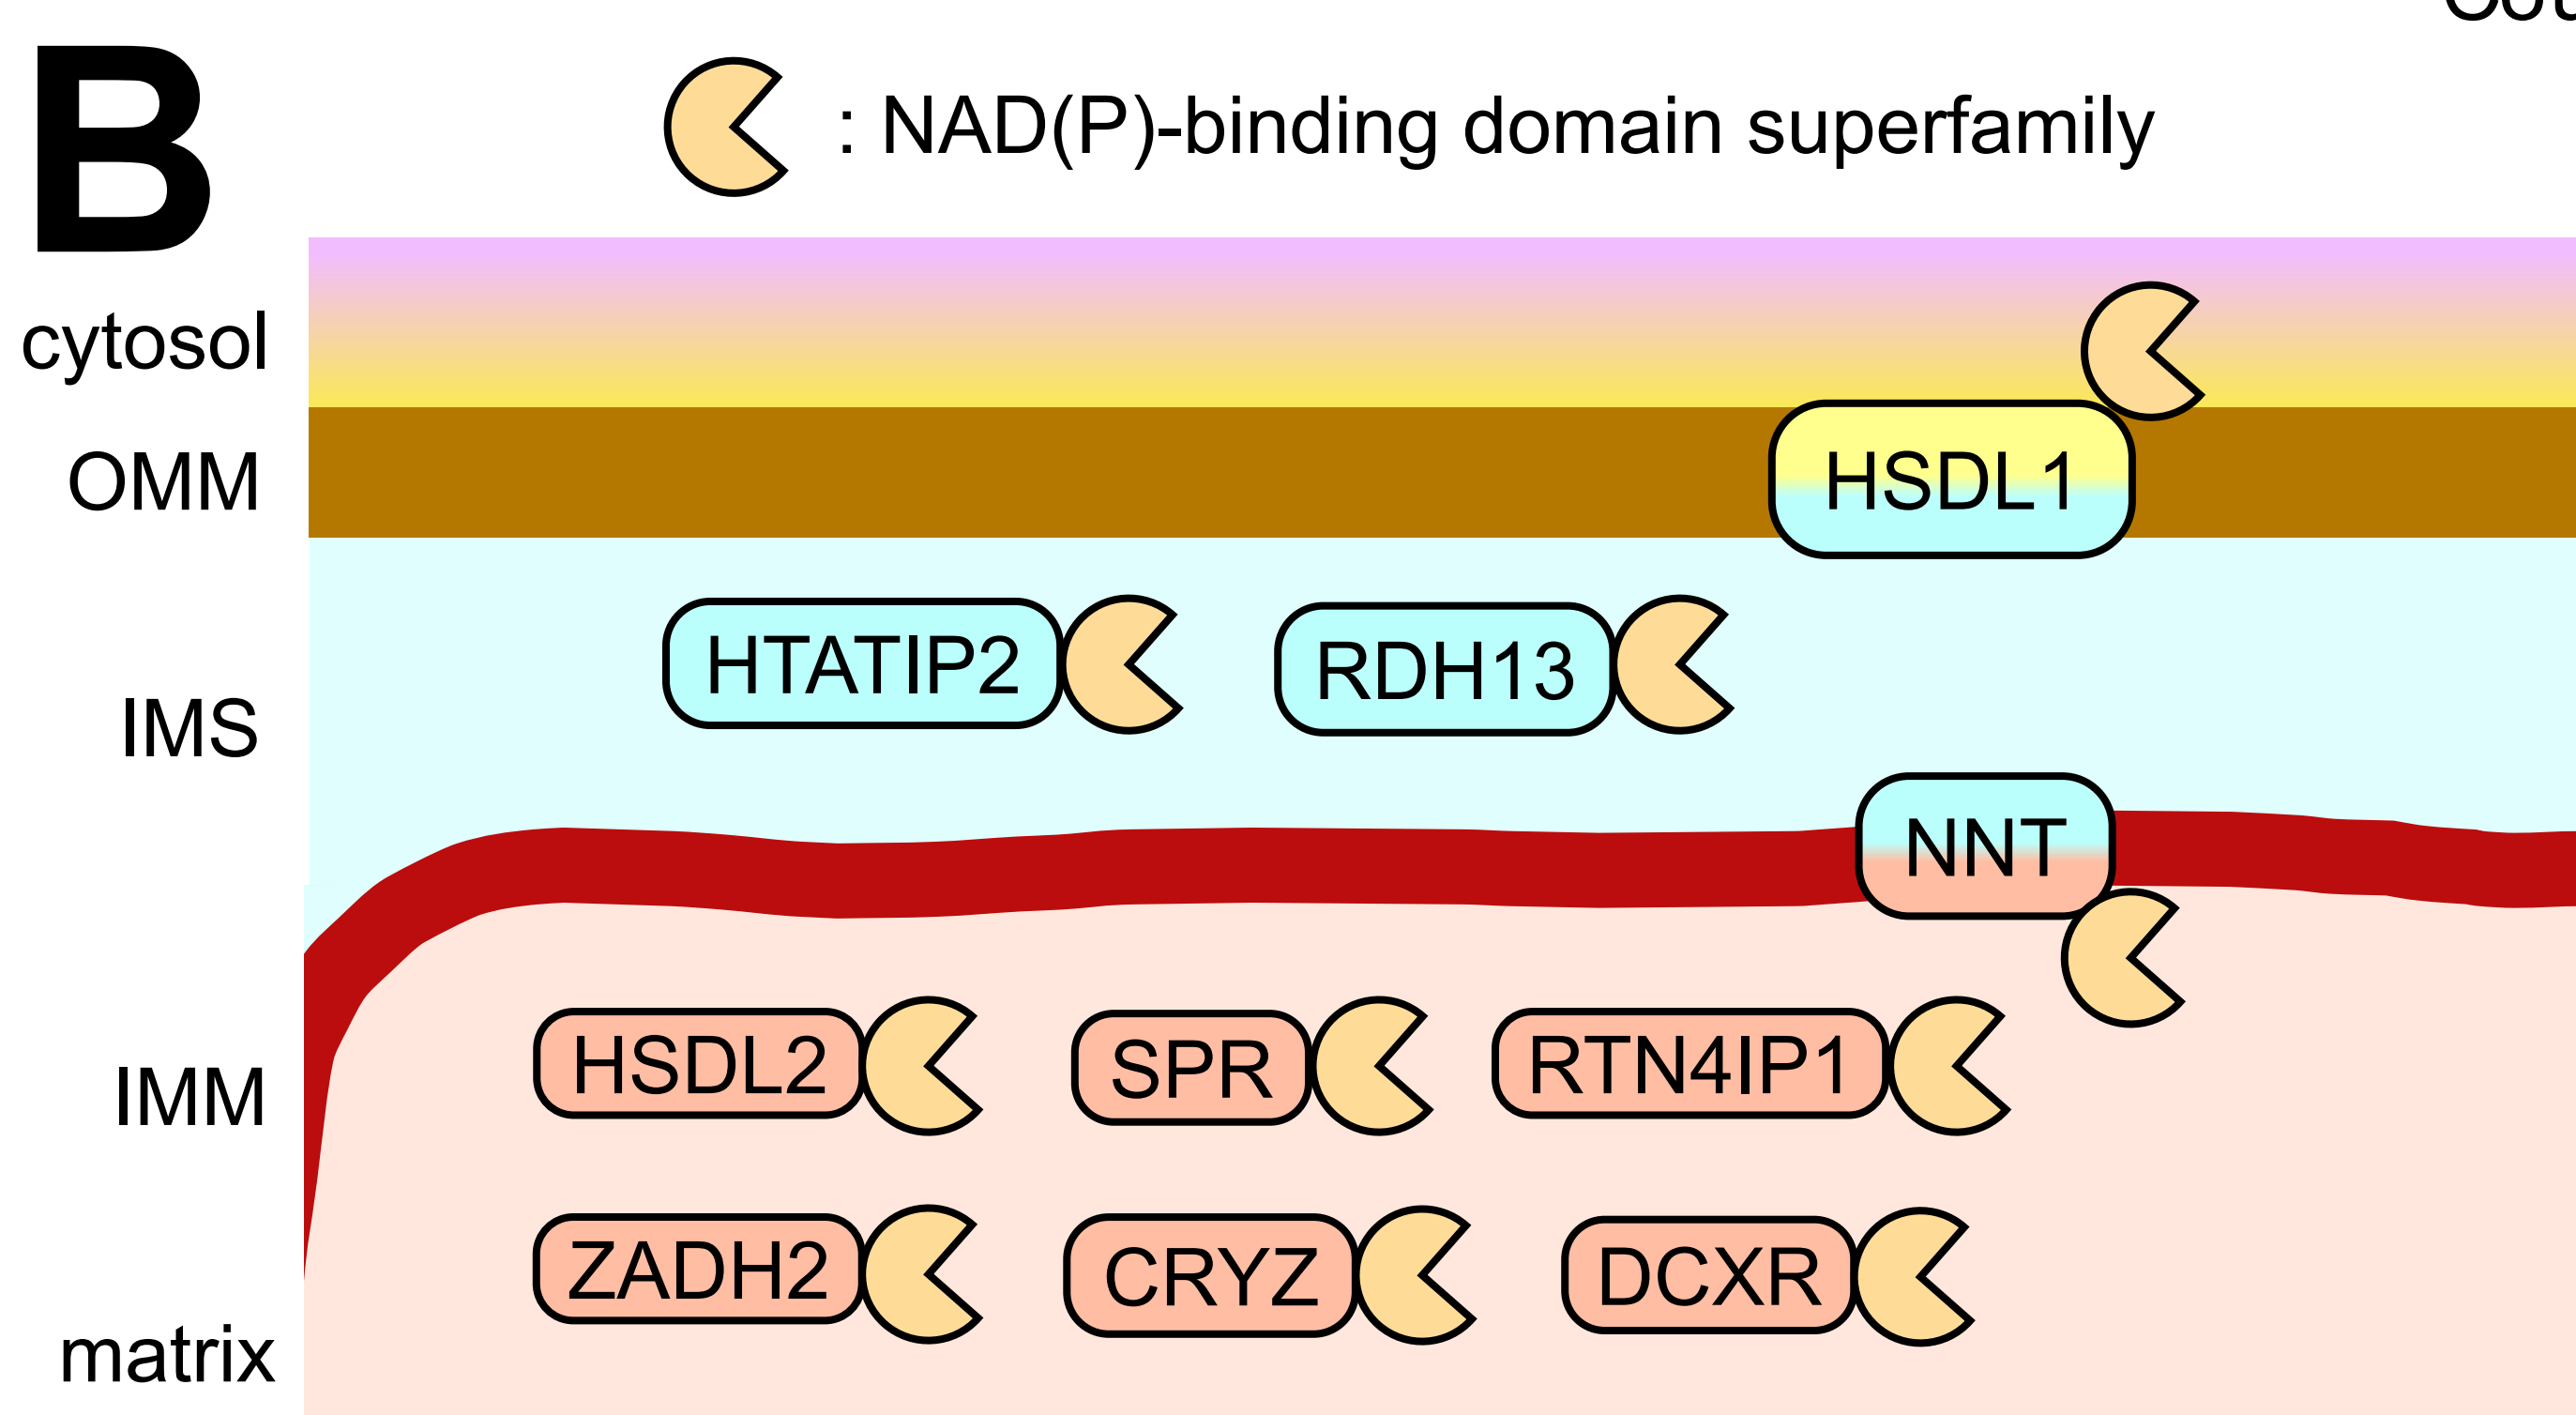 B
: NAD(P)-binding domain superfamily
cytosol
OMM
HSDL1
HTATIP2 RDH13
IMS
NNT
IMM
HSDL2 SPR RTN4IP1
ZADH2 CRYZ DCXR
matrix